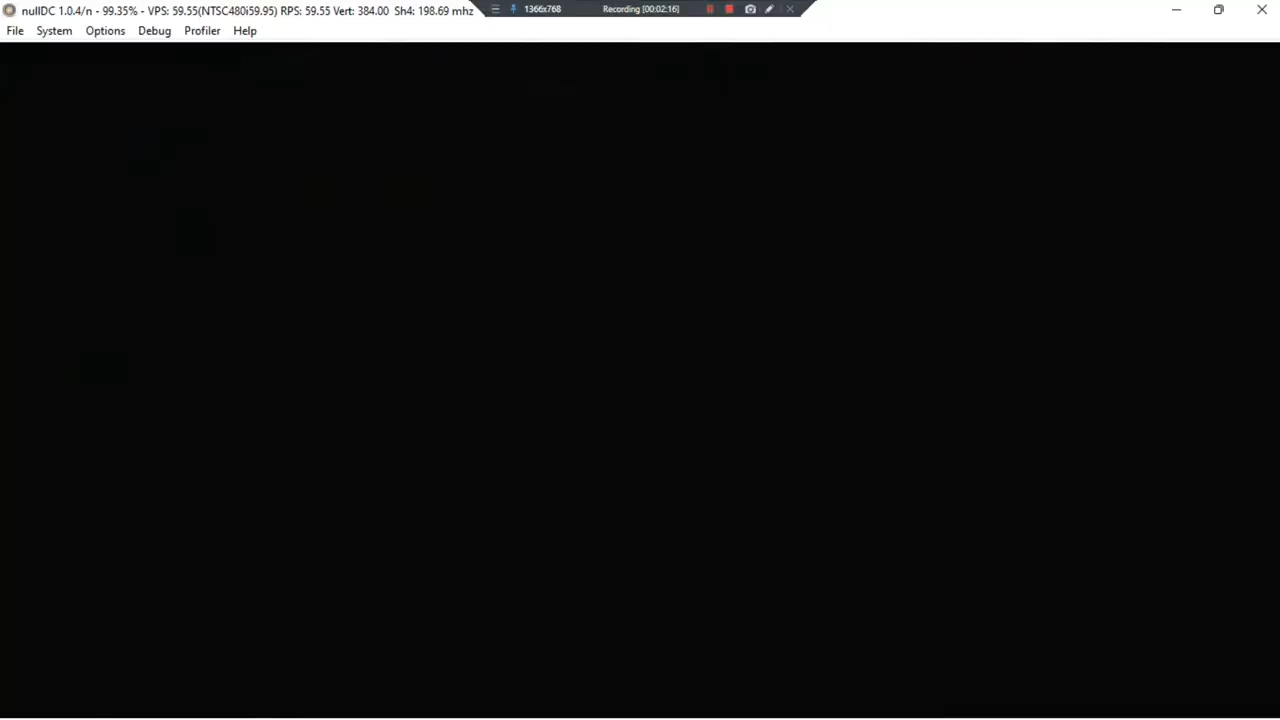 nullDC 1.0.4/n - 99.35% - VPS: 59.55(NTSC480i59.95) RPS: 59.55 Vert: 384.00 Sh4: 198.69 mhz
1366x768
Recording [00:02:16]
File System Options Debug Profiler Help